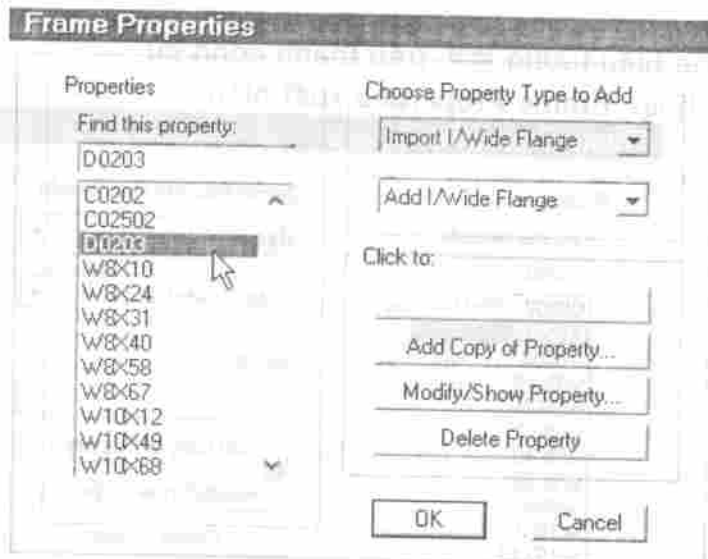 Frame Properties
Properties
Find this property:
D0203
C0202
C02502
D0203
W8X10
W8X24
W8X31
W8X40
W8X58
W8X67
W10X12
W10X49
W10X68
Choose Property Type to Add
Import I/Wide Flange
Add I/Wide Flange
Click to:
Add Copy of Property...
Modify/Show Property...
Delete Property
OK
Cancel